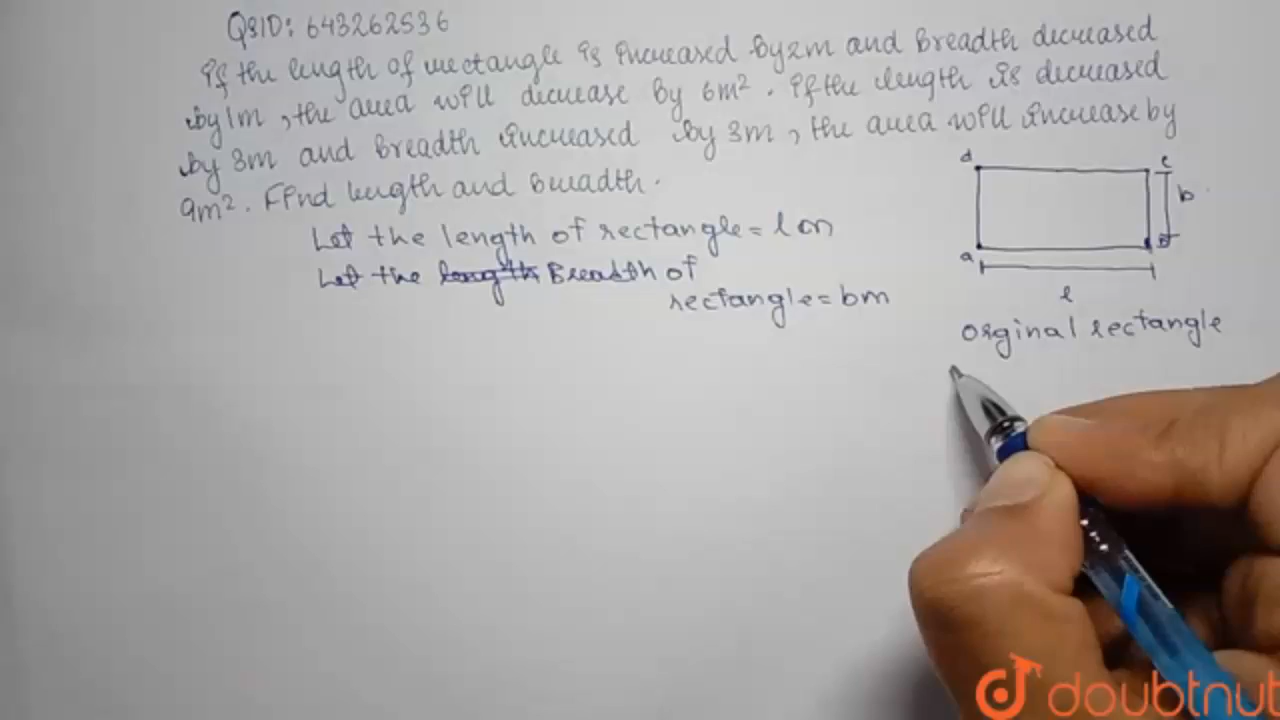 QSID: 643262536
If the length of rectangle is increased by 2m and Breadth decreased
by 1m, the area will decrease by 6m². If the length is decreased
by 3m and Breadth increased by 3m, the area will increase by
9m². Find length and breadth.
Let the length of rectangle = l m
Let the length Breadth of
rectangle = bm
d c
b
a B
l
orginal rectangle
doubtnut